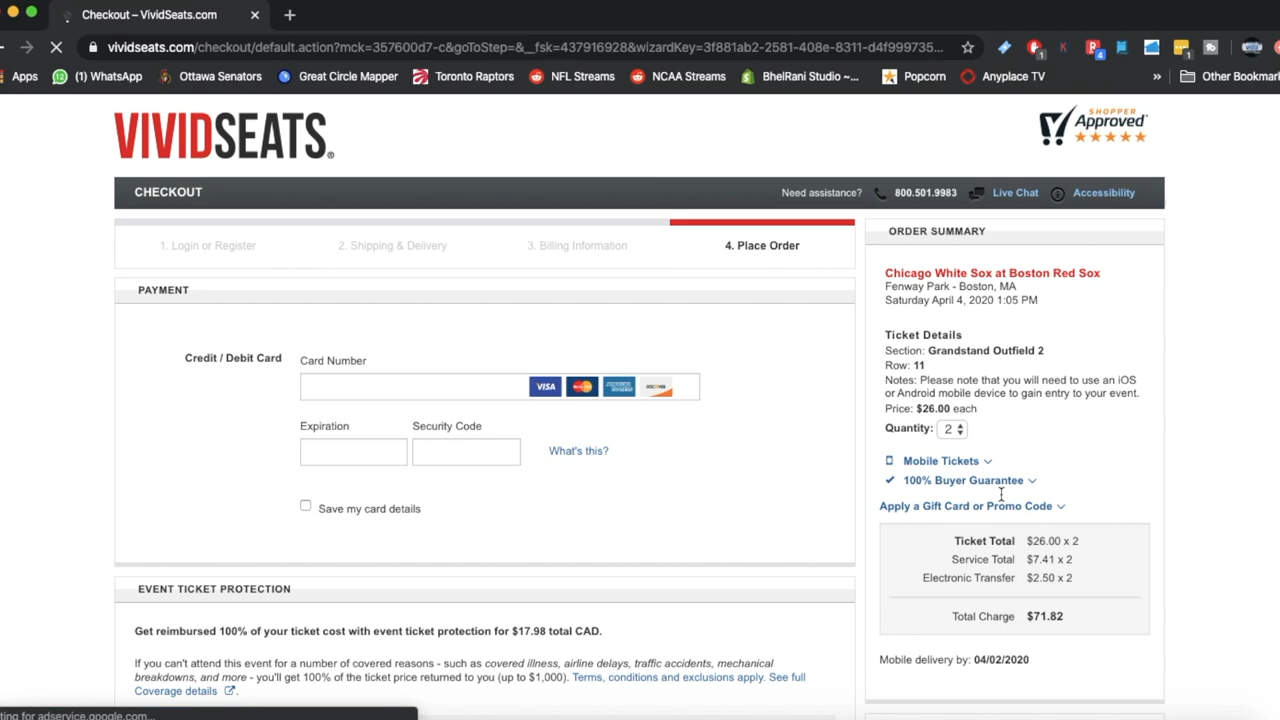 Checkout – VividSeats.com
vividseats.com/checkout/default.action?mck=357600d7-c&goToStep=&__fsk=437916928&wizardKey=3f881ab2-2581-408e-8311-d4f999735...
Apps (1) WhatsApp Ottawa Senators Great Circle Mapper Toronto Raptors NFL Streams NCAA Streams BhelRani Studio ~... Popcorn Anyplace TV » Other Bookmar
VIVIDSEATS®
SHOPPER
Approved
CHECKOUT
Need assistance? 800.501.9983 Live Chat Accessibility
1. Login or Register 2. Shipping & Delivery 3. Billing Information 4. Place Order
PAYMENT
Credit / Debit Card
Card Number
VISA MasterCard AMERICAN EXPRESS DISCOVER
Expiration Security Code
What's this?
Save my card details
EVENT TICKET PROTECTION
Get reimbursed 100% of your ticket cost with event ticket protection for $17.98 total CAD.
If you can't attend this event for a number of covered reasons - such as covered illness, airline delays, traffic accidents, mechanical
breakdowns, and more - you'll get 100% of the ticket price returned to you (up to $1,000). Terms, conditions and exclusions apply. See full
Coverage details .
ORDER SUMMARY
Chicago White Sox at Boston Red Sox
Fenway Park - Boston, MA
Saturday April 4, 2020 1:05 PM
Ticket Details
Section: Grandstand Outfield 2
Row: 11
Notes: Please note that you will need to use an iOS
or Android mobile device to gain entry to your event.
Price: $26.00 each
Quantity: 2
Mobile Tickets
100% Buyer Guarantee
Apply a Gift Card or Promo Code
Ticket Total $26.00 x 2
Service Total $7.41 x 2
Electronic Transfer $2.50 x 2
Total Charge $71.82
Mobile delivery by: 04/02/2020
ting for adservice.google.com...